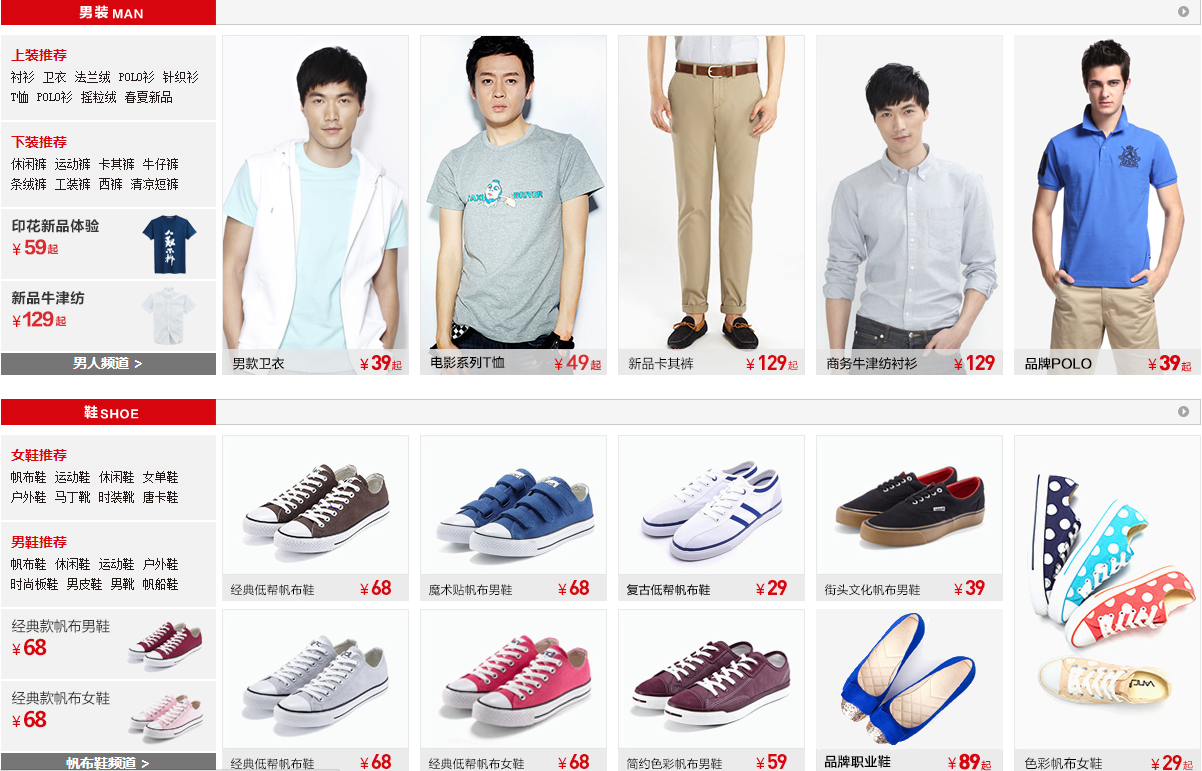 男装 MAN
上装推荐
衬衫 卫衣 法兰绒 POLO衫 针织衫
T恤 POLO衫 摇粒绒 春夏新品
下装推荐
休闲裤 运动裤 卡其裤 牛仔裤
条绒裤 工装裤 西裤 清凉短裤
印花新品体验
¥59起
新品牛津纺
¥129起
男人频道 >
男款卫衣 ¥39起
电影系列T恤 ¥49起
新品卡其裤 ¥129起
商务牛津纺衬衫 ¥129
品牌POLO ¥39起
鞋 SHOE
女鞋推荐
帆布鞋 运动鞋 休闲鞋 女单鞋
户外鞋 马丁靴 时装靴 唐卡鞋
男鞋推荐
帆布鞋 休闲鞋 运动鞋 户外鞋
时尚板鞋 男皮鞋 男靴 帆船鞋
经典款帆布男鞋
¥68
经典款帆布女鞋
¥68
帆布鞋频道 >
经典低帮帆布鞋 ¥68
魔术贴帆布男鞋 ¥68
复古低帮帆布鞋 ¥29
街头文化帆布男鞋 ¥39
经典低帮帆布鞋 ¥68
经典低帮帆布女鞋 ¥68
简约色彩帆布男鞋 ¥59
品牌职业鞋 ¥89起
色彩帆布女鞋 ¥29起